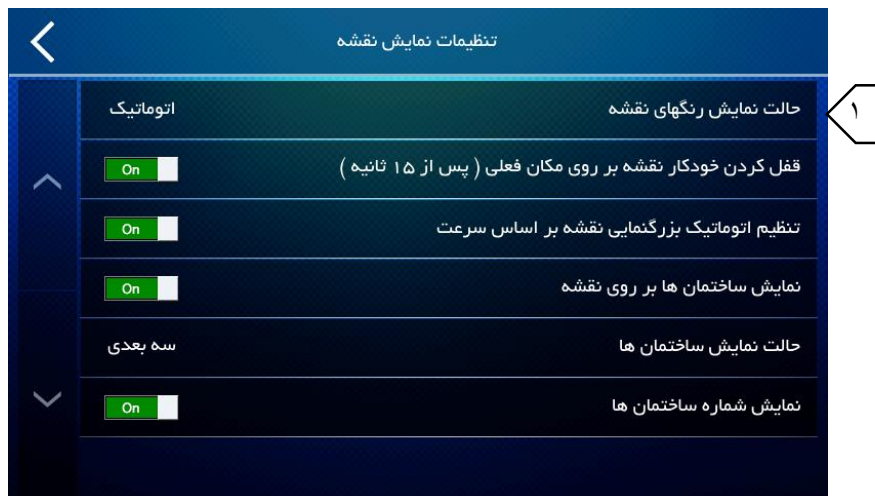 تنظیمات نمایش نقشه
حالت نمایش رنگهای نقشه اتوماتیک
۱
قفل کردن خودکار نقشه بر روی مکان فعلی ( پس از ۱۵ ثانیه ) On
تنظیم اتوماتیک بزرگنمایی نقشه بر اساس سرعت On
نمایش ساختمان ها بر روی نقشه On
حالت نمایش ساختمان ها سه بعدی
نمایش شماره ساختمان ها On